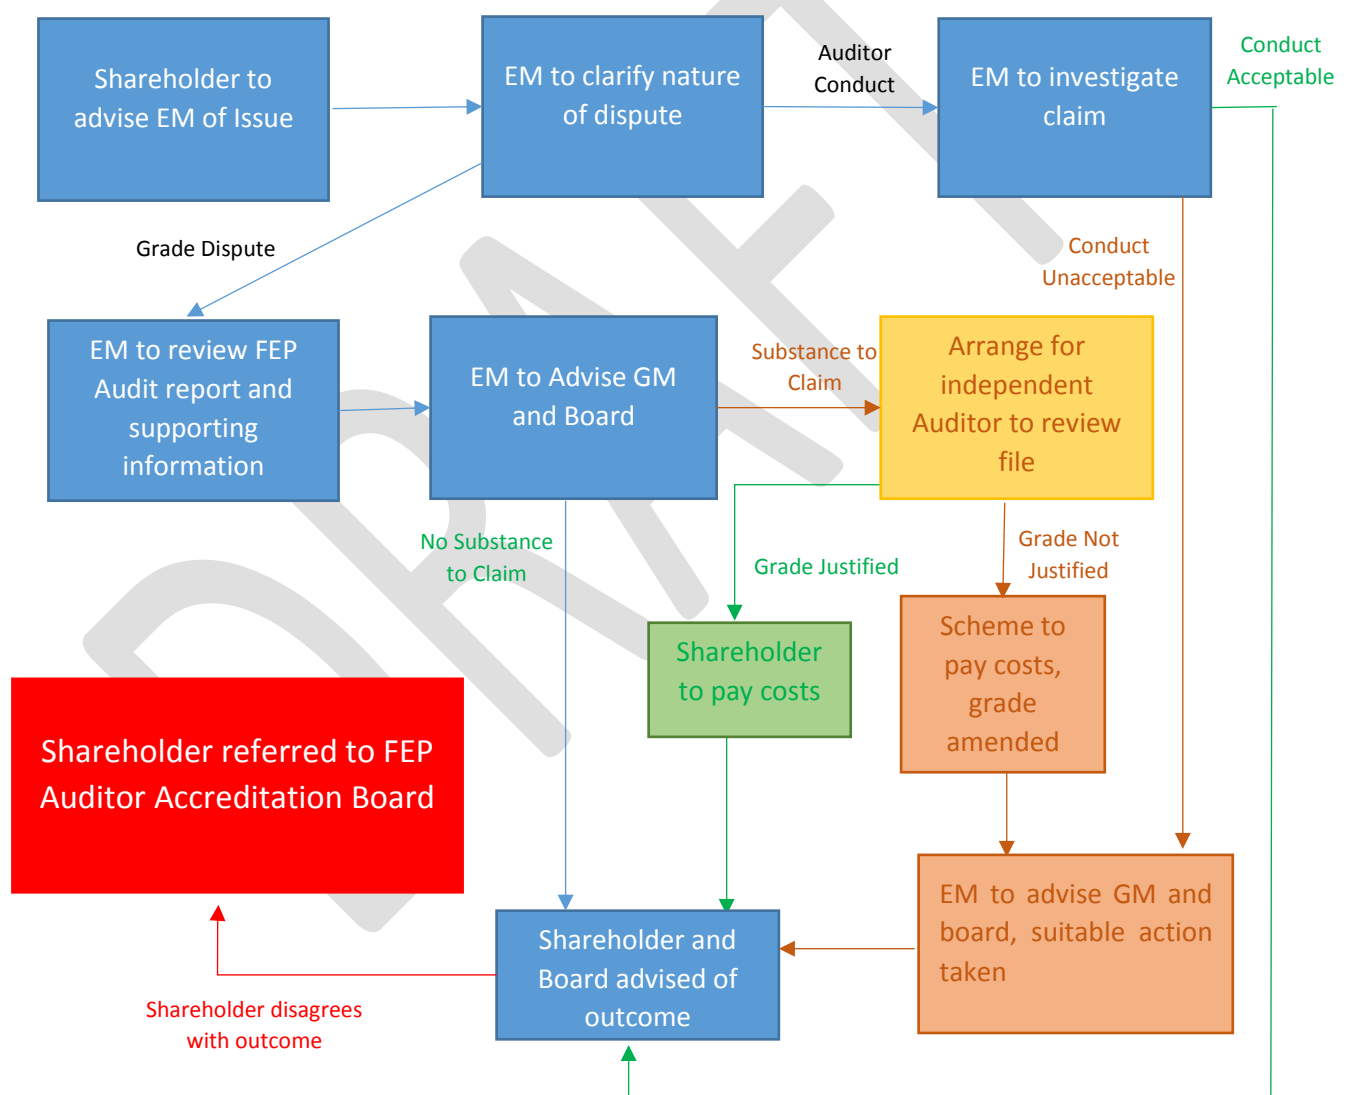 Shareholder to
advise EM of Issue
EM to clarify nature
of dispute
Auditor
Conduct
EM to investigate
claim
Conduct
Acceptable
Grade Dispute
Conduct
Unacceptable
EM to review FEP
Audit report and
supporting
information
EM to Advise GM
and Board
Substance to
Claim
Arrange for
independent
Auditor to review
file
No Substance
to Claim
Grade Justified
Grade Not
Justified
Shareholder
to pay costs
Scheme to
pay costs,
grade
amended
Shareholder referred to FEP
Auditor Accreditation Board
EM to advise GM and
board, suitable action
taken
Shareholder and
Board advised of
outcome
Shareholder disagrees
with outcome
DRAFT